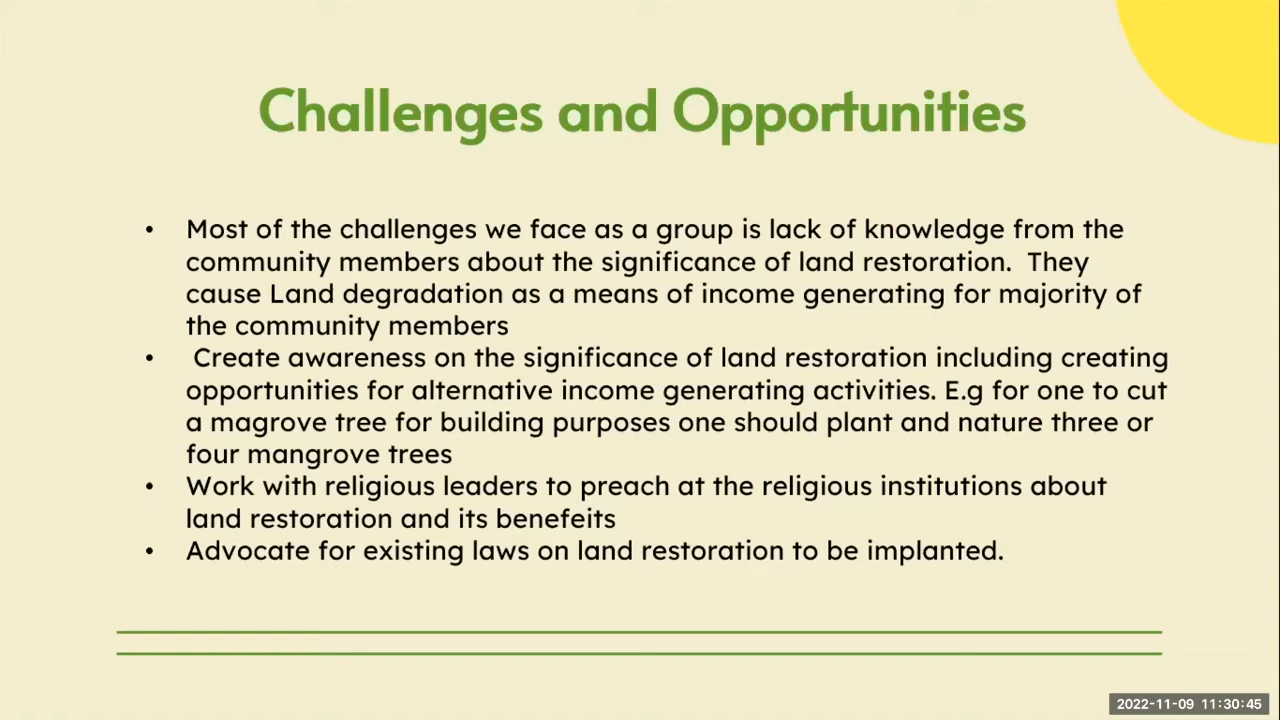 Challenges and Opportunities
• Most of the challenges we face as a group is lack of knowledge from the
community members about the significance of land restoration.  They
cause Land degradation as a means of income generating for majority of
the community members
•  Create awareness on the significance of land restoration including creating
opportunities for alternative income generating activities. E.g for one to cut
a magrove tree for building purposes one should plant and nature three or
four mangrove trees
• Work with religious leaders to preach at the religious institutions about
land restoration and its benefeits
• Advocate for existing laws on land restoration to be implanted.
2022-11-09 11:30:45